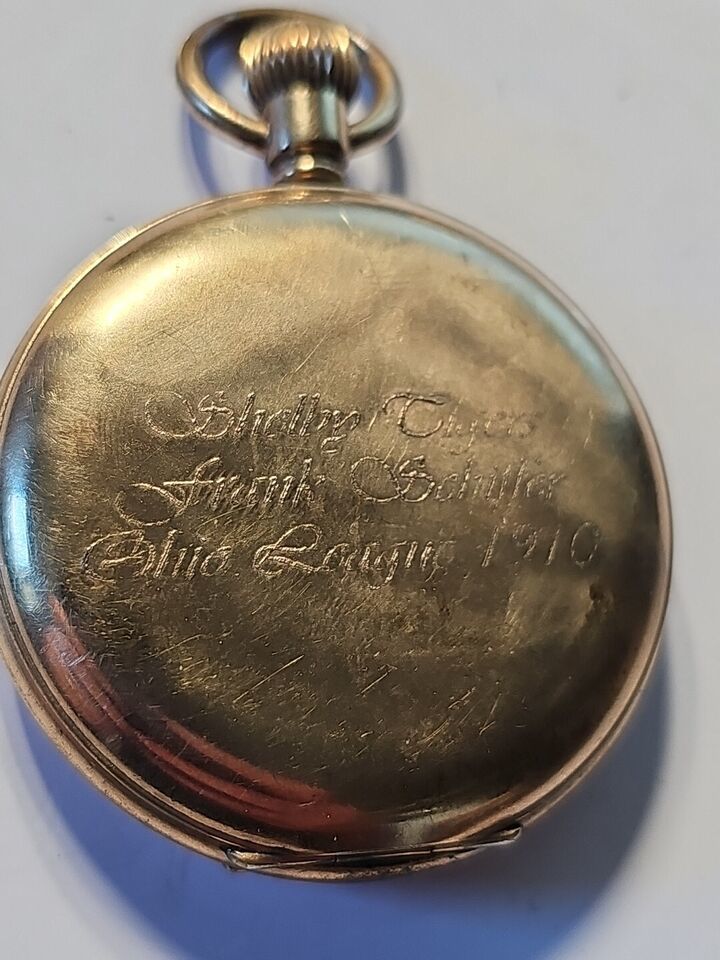 Shelby Tigers
Frank Schiller
Ohio League 1910